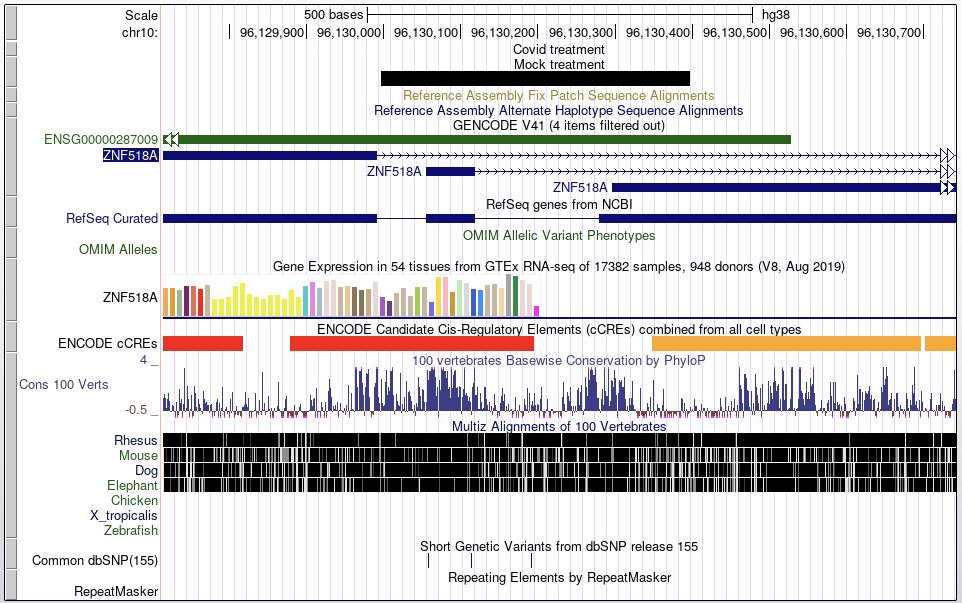 Scale 500 bases hg38
chr10: 96,129,900 96,130,000 96,130,100 96,130,200 96,130,300 96,130,400 96,130,500 96,130,600 96,130,700
Covid treatment
Mock treatment
Reference Assembly Fix Patch Sequence Alignments
Reference Assembly Alternate Haplotype Sequence Alignments
GENCODE V41 (4 items filtered out)
ENSG00000287009
ZNF518A
ZNF518A
ZNF518A
RefSeq genes from NCBI
RefSeq Curated
OMIM Allelic Variant Phenotypes
OMIM Alleles
Gene Expression in 54 tissues from GTEx RNA-seq of 17382 samples, 948 donors (V8, Aug 2019)
ZNF518A
ENCODE Candidate Cis-Regulatory Elements (cCREs) combined from all cell types
ENCODE cCREs
4 _ 100 vertebrates Basewise Conservation by PhyloP
Cons 100 Verts
-0.5 _
Multiz Alignments of 100 Vertebrates
Rhesus
Mouse
Dog
Elephant
Chicken
X_tropicalis
Zebrafish
Short Genetic Variants from dbSNP release 155
Common dbSNP(155)
Repeating Elements by RepeatMasker
RepeatMasker